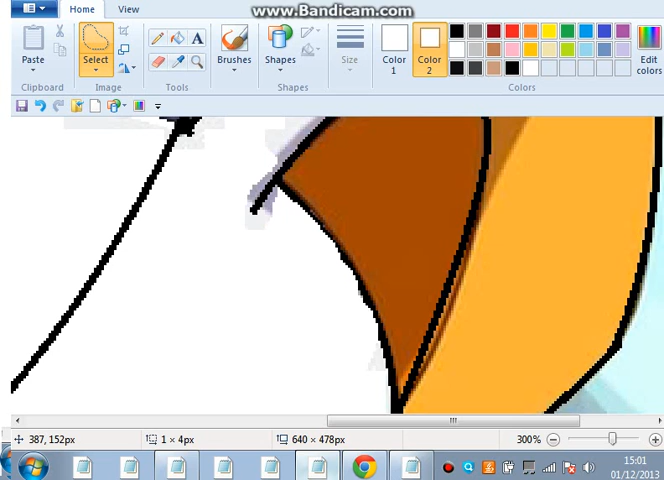 www.Bandicam.com
Home View
Paste
Select
Brushes
Shapes
Size
Color 1
Color 2
Edit colors
Clipboard Image Tools Shapes Colors
387, 152px 1 × 4px 640 × 478px 300%
15:01
01/12/2013